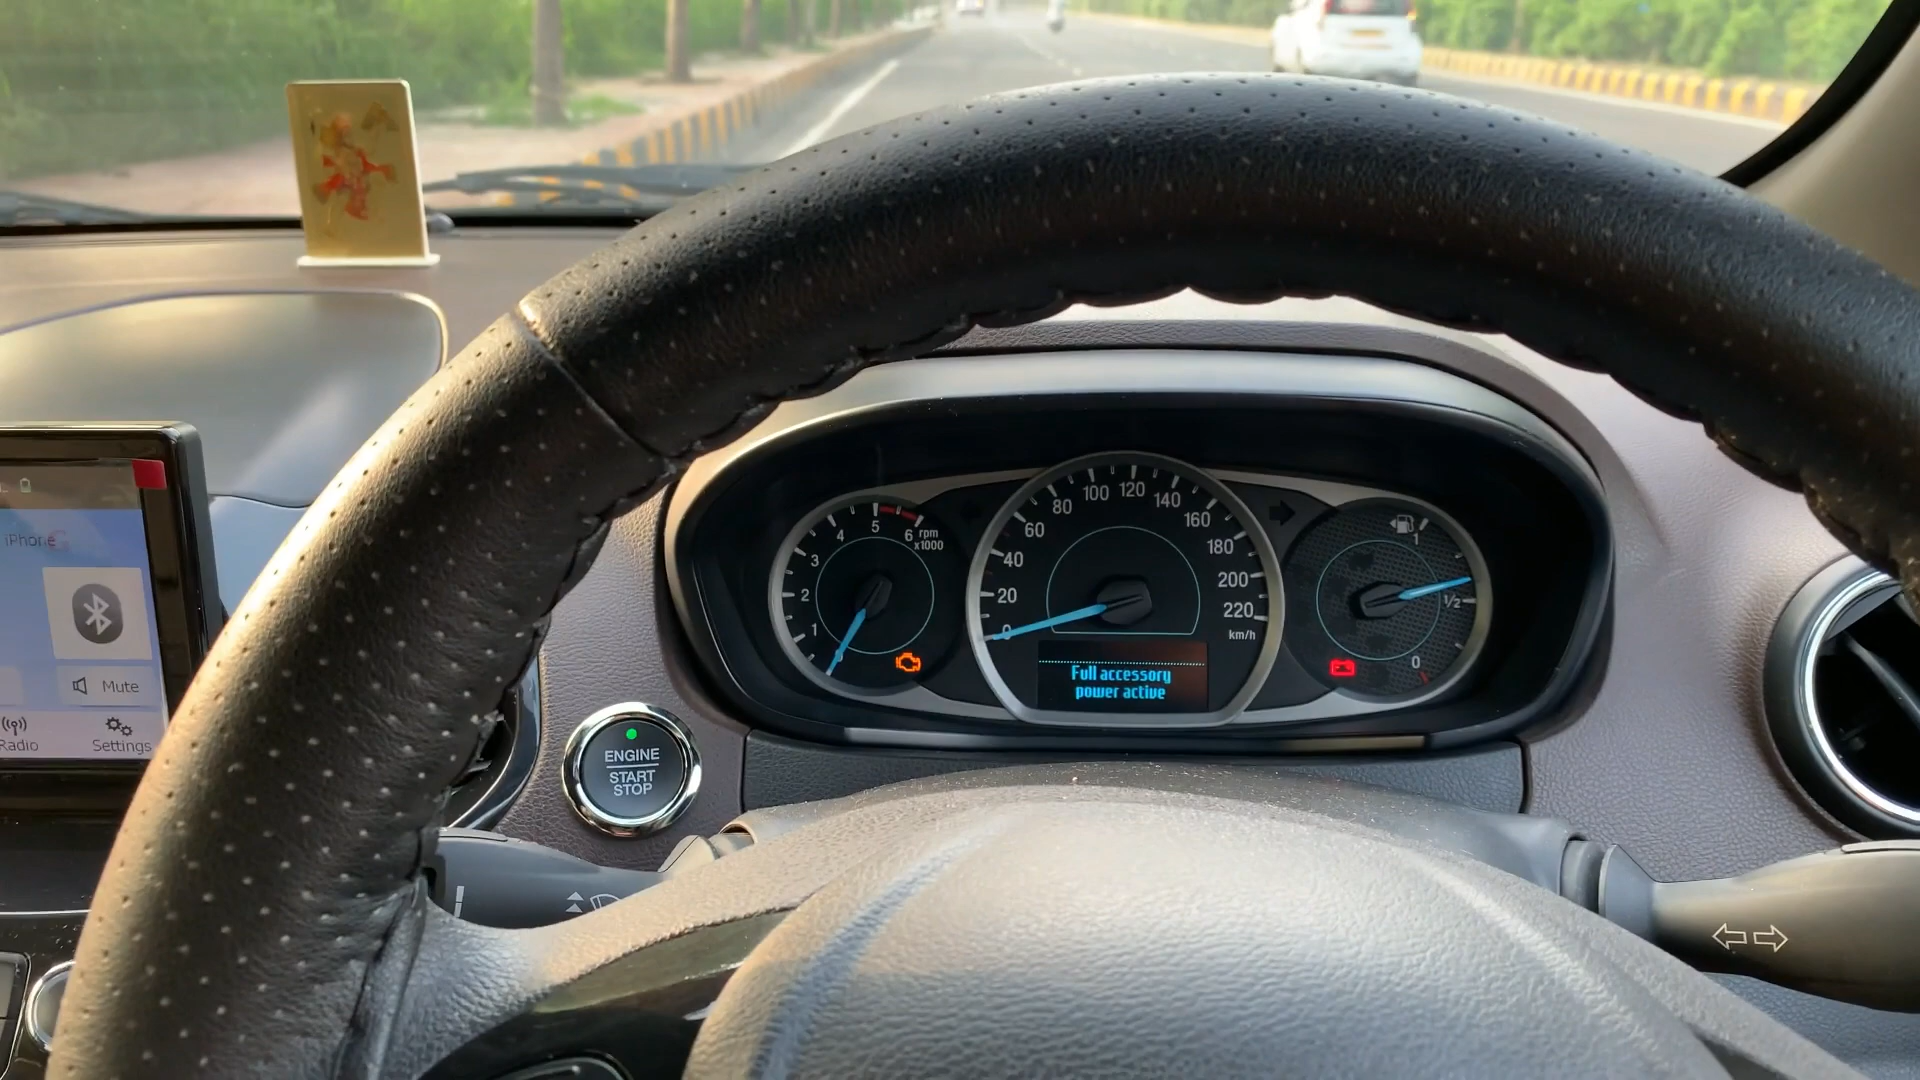 iPhone
Mute
Radio
Settings
ENGINE
START
STOP
1
2
3
4
5
6
rpm
x1000
0
20
40
60
80
100
120
140
160
180
200
220
km/h
Full accessory
power active
1
1/2
0